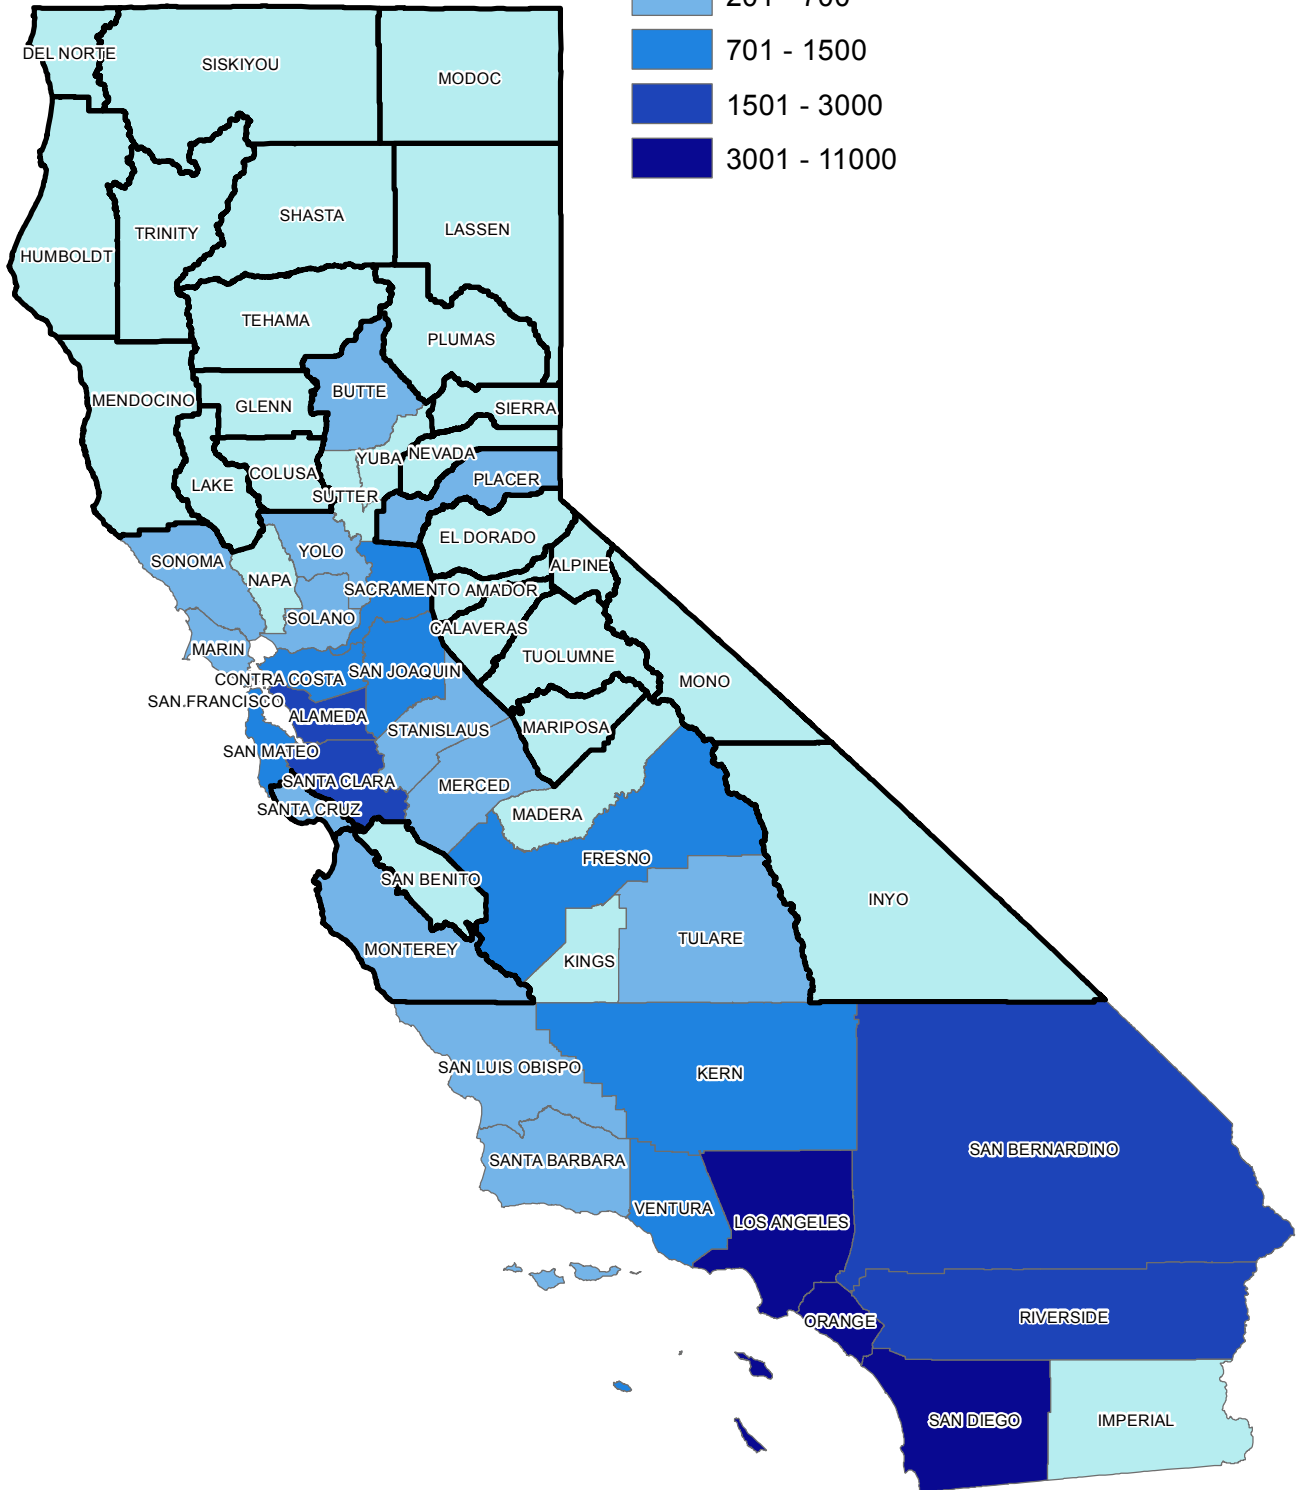 201 - 700
701 - 1500
1501 - 3000
3001 - 11000
DEL NORTE
SISKIYOU
MODOC
SHASTA
LASSEN
TRINITY
HUMBOLDT
TEHAMA
PLUMAS
BUTTE
MENDOCINO
GLENN
SIERRA
YUBA
NEVADA
COLUSA
PLACER
LAKE
SUTTER
EL DORADO
YOLO
SONOMA
ALPINE
NAPA
SACRAMENTO
AMADOR
SOLANO
CALAVERAS
MARIN
TUOLUMNE
SAN JOAQUIN
CONTRA COSTA
MONO
SAN FRANCISCO
ALAMEDA
MARIPOSA
STANISLAUS
SAN MATEO
SANTA CLARA
MERCED
SANTA CRUZ
MADERA
FRESNO
SAN BENITO
INYO
TULARE
MONTEREY
KINGS
SAN LUIS OBISPO
KERN
SAN BERNARDINO
SANTA BARBARA
VENTURA
LOS ANGELES
RIVERSIDE
ORANGE
SAN DIEGO
IMPERIAL